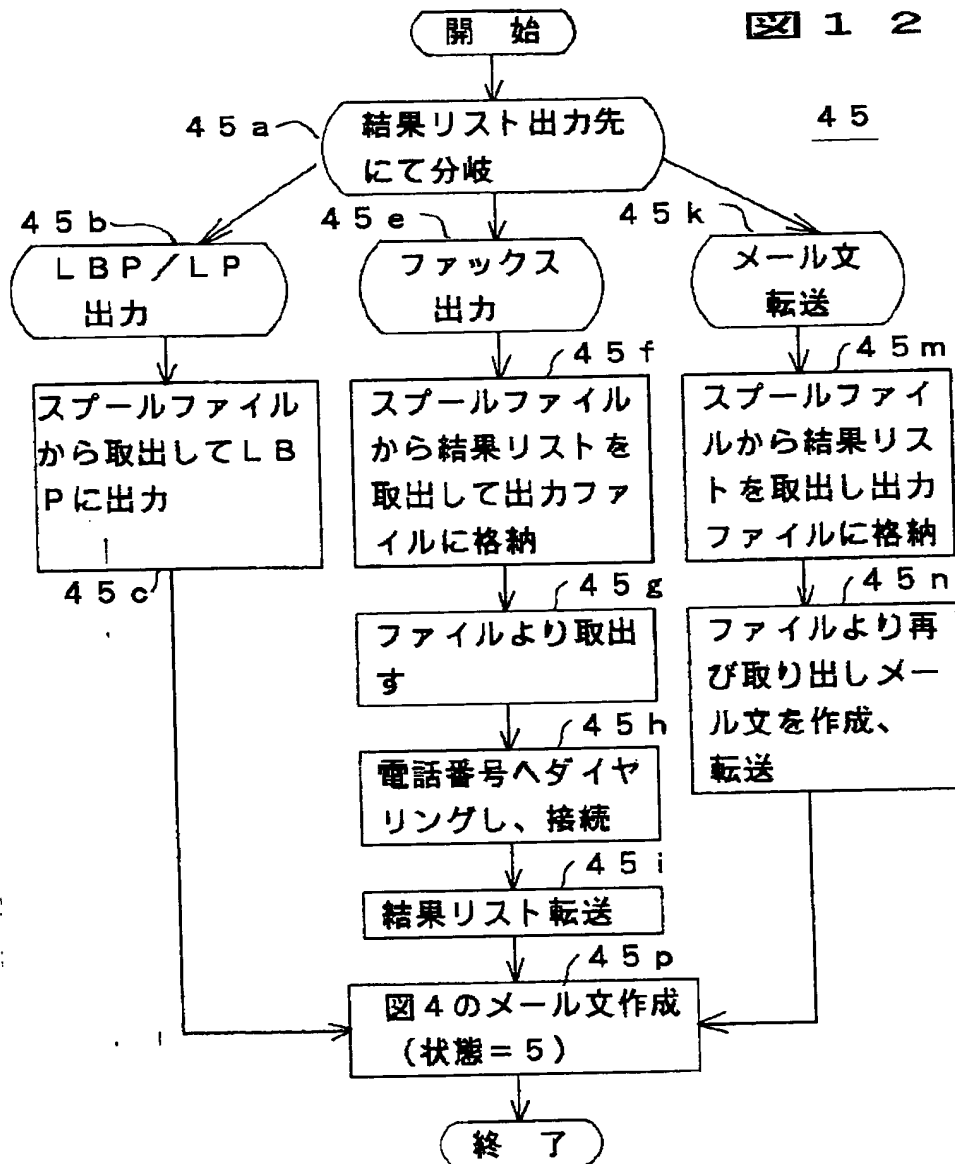 図１２
開 始
45
45a
結果リスト出力先
にて分岐
45b
LBP／LP
出力
45e
ファックス
出力
45k
メール文
転送
スプールファイル
から取出してLB
Pに出力
45c
45f
スプールファイル
から結果リストを
取出して出力ファ
イルに格納
45g
ファイルより取出
す
45h
電話番号へダイヤ
リングし、接続
45i
結果リスト転送
45m
スプールファイ
ルから結果リス
トを取出し出力
ファイルに格納
45n
ファイルより再
び取り出しメー
ル文を作成、
転送
45p
図4のメール文作成
（状態＝5）
終 了